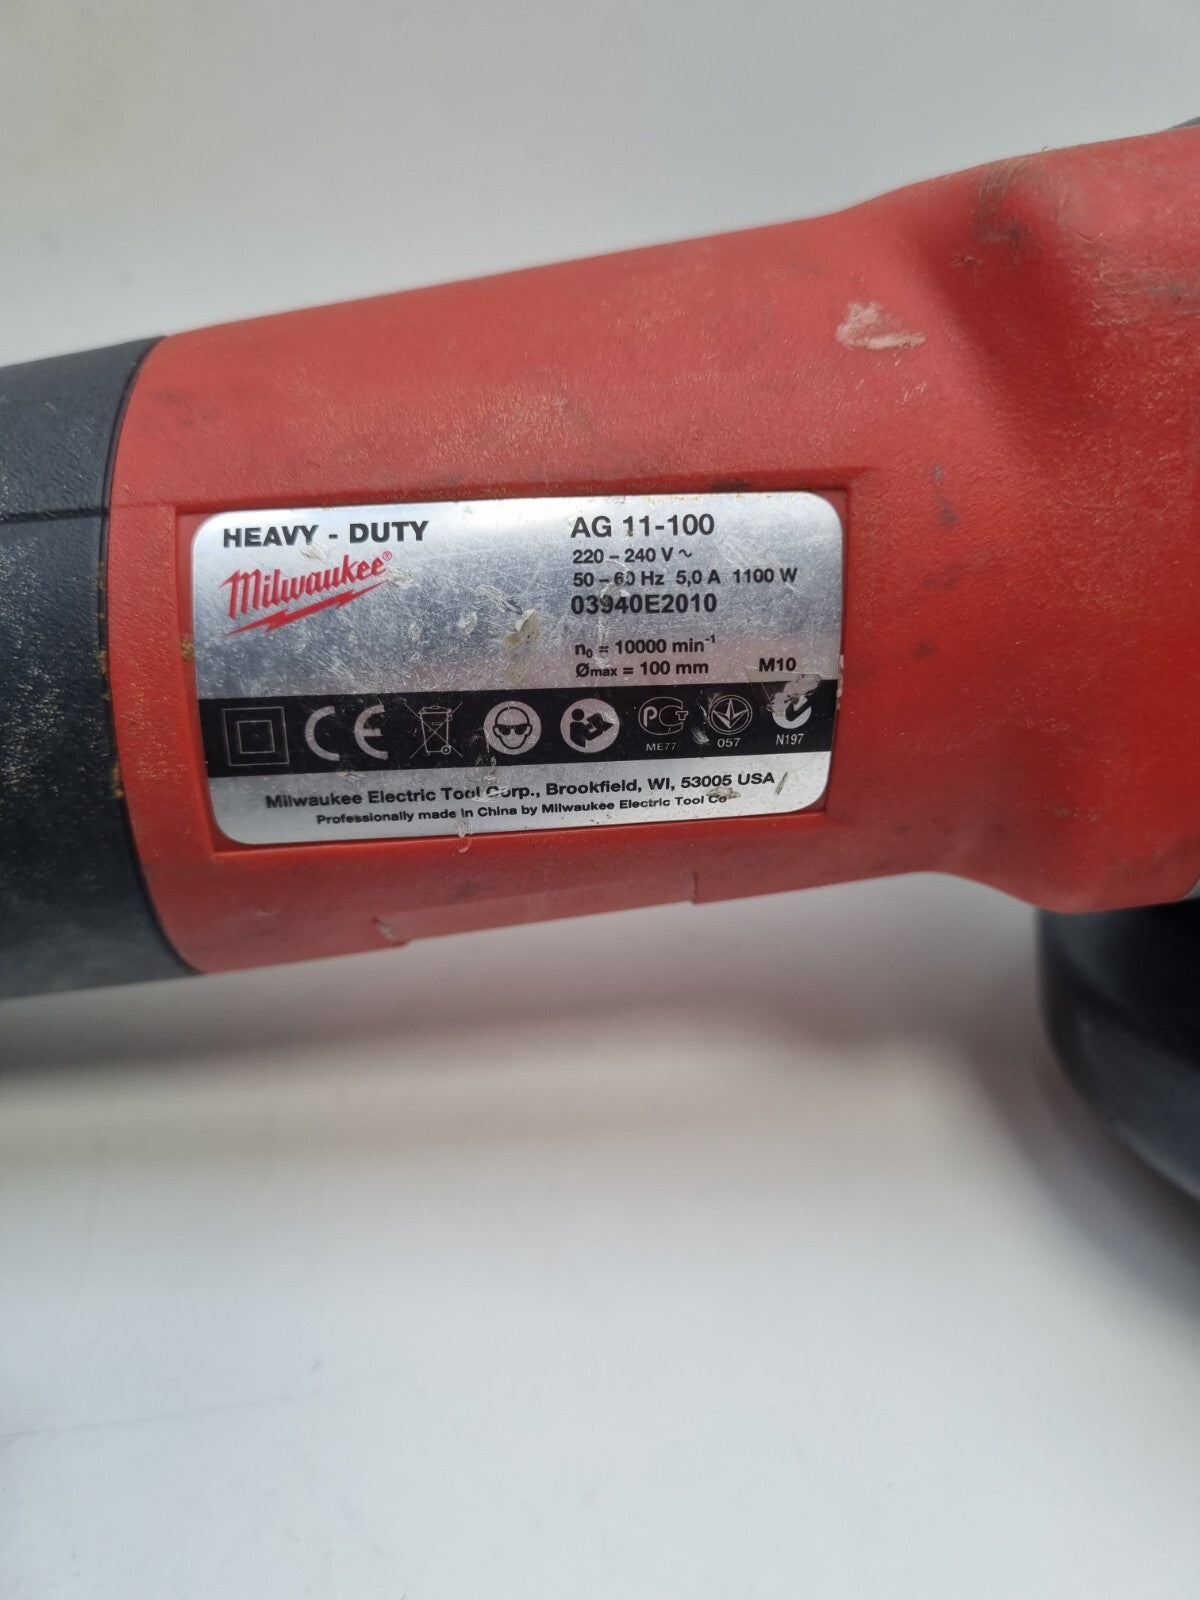 HEAVY - DUTY
Milwaukee®
AG 11-100
220 – 240 V ~
50 – 60 Hz 5,0 A 1100 W
03940E2010
n₀ = 10000 min⁻¹
Ømax = 100 mm M10
CE
PCT
ME77
057
N197
Milwaukee Electric Tool Corp., Brookfield, WI, 53005 USA
Professionally made in China by Milwaukee Electric Tool Co